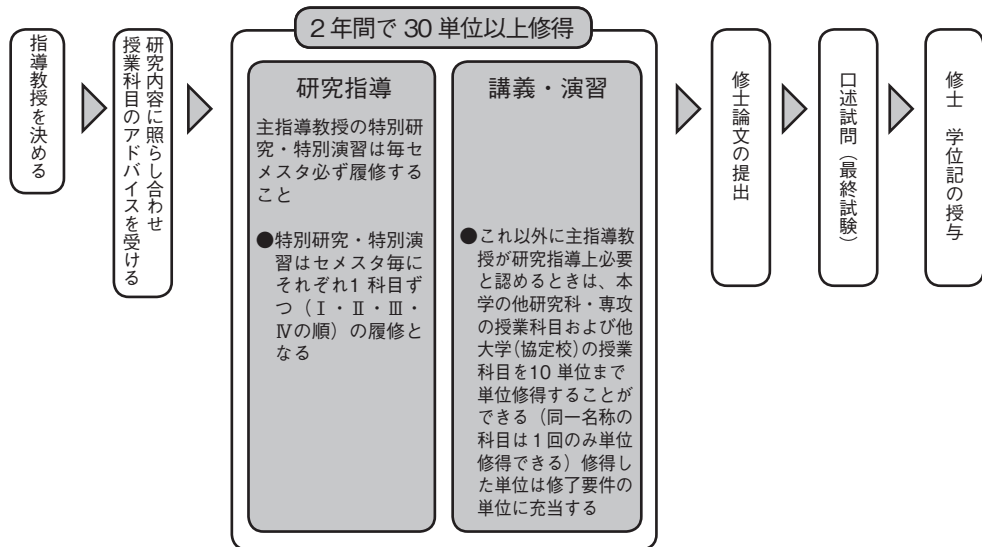 指導教授を決める
研究内容に照らし合わせ
授業科目のアドバイスを受ける
2年間で30単位以上修得
研究指導
主指導教授の特別研
究・特別演習は毎セ
メスタ必ず履修する
こと
●特別研究・特別演
習はセメスタ毎に
それぞれ1 科目ず
つ（Ⅰ・Ⅱ・Ⅲ・
Ⅳの順）の履修と
なる
講義・演習
●これ以外に主指導教
授が研究指導上必要
と認めるときは、本
学の他研究科・専攻
の授業科目および他
大学(協定校)の授業
科目を10 単位まで
単位修得することが
できる（同一名称の
科目は１回のみ単位
修得できる）修得し
た単位は修了要件の
単位に充当する
修士論文の提出
口述試問（最終試験）
修士　学位記の授与